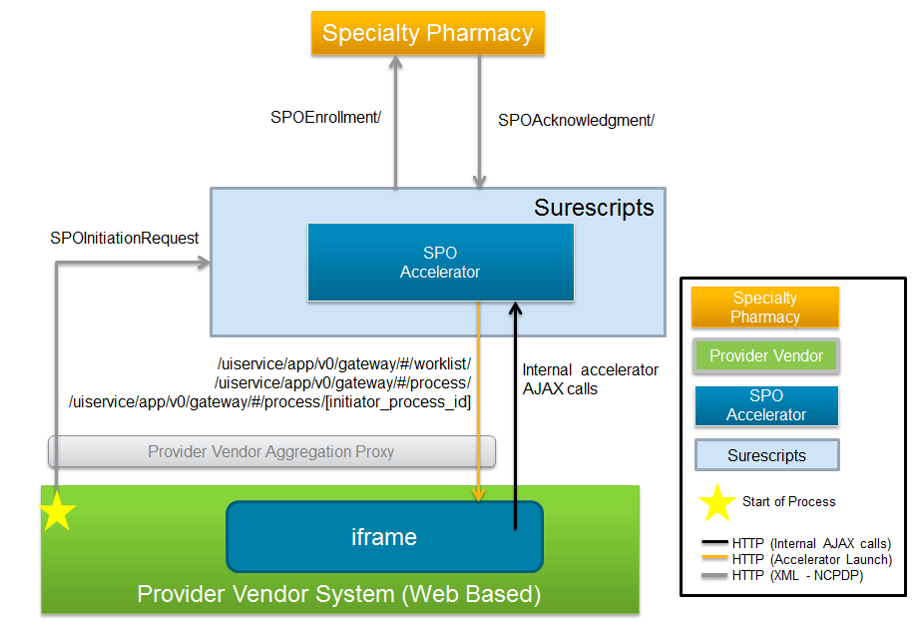 Specialty Pharmacy
SPOEnrollment/
SPOAcknowledgment/
Surescripts
SPOInitiationRequest
SPO
Accelerator
/uiservice/app/v0/gateway/#/worklist/
/uiservice/app/v0/gateway/#/process/
/uiservice/app/v0/gateway/#/process/[initiator_process_id]
Internal accelerator
AJAX calls
Provider Vendor Aggregation Proxy
iframe
Provider Vendor System (Web Based)
Specialty
Pharmacy
Provider Vendor
SPO
Accelerator
Surescripts
Start of Process
HTTP (Internal AJAX calls)
HTTP (Accelerator Launch)
HTTP (XML - NCPDP)